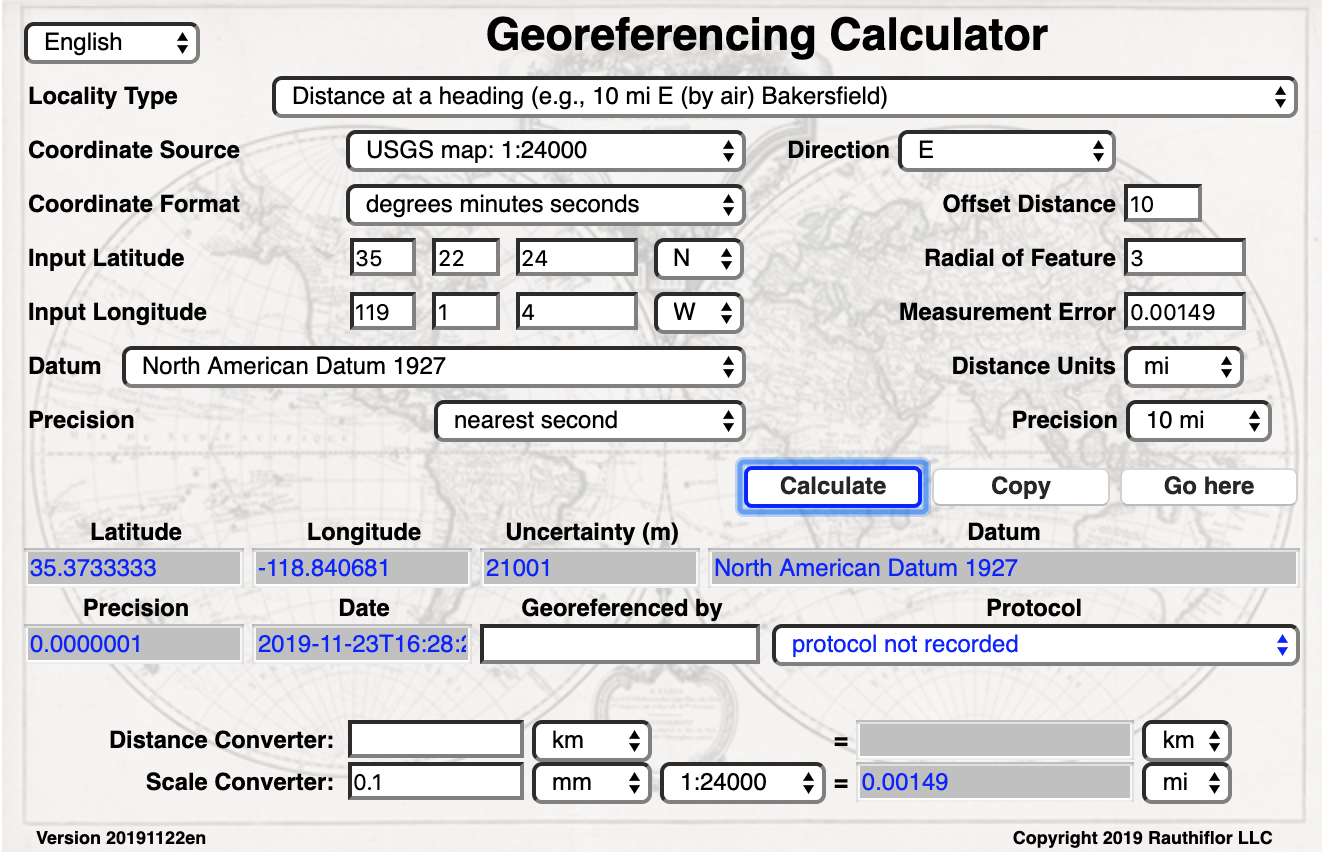 English
Georeferencing Calculator
Locality Type Distance at a heading (e.g., 10 mi E (by air) Bakersfield)
Coordinate Source USGS map: 1:24000 Direction E
Coordinate Format degrees minutes seconds Offset Distance 10
Input Latitude 35 22 24 N Radial of Feature 3
Input Longitude 119 1 4 W Measurement Error 0.00149
Datum North American Datum 1927 Distance Units mi
Precision nearest second Precision 10 mi
Calculate Copy Go here
Latitude Longitude Uncertainty (m) Datum
35.3733333 -118.840681 21001 North American Datum 1927
Precision Date Georeferenced by Protocol
0.0000001 2019-11-23T16:28: protocol not recorded
Distance Converter: km = km
Scale Converter: 0.1 mm 1:24000 = 0.00149 mi
Version 20191122en Copyright 2019 Rauthiflor LLC